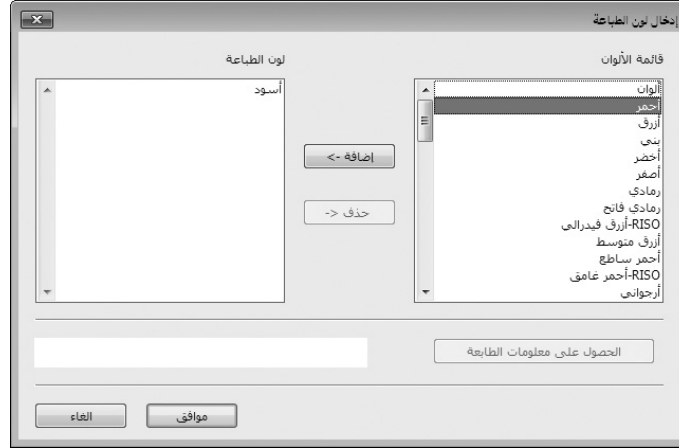 إدخال لون الطباعة
قائمة الألوان
ألوان
أحمر
أزرق
بني
أخضر
أصفر
رمادي
رمادي فاتح
RISO-أزرق فيدرالي
أزرق متوسط
أحمر ساطع
RISO-أحمر غامق
أرجواني
إضافة ->
حذف <-
لون الطباعة
أسود
الحصول على معلومات الطابعة
موافق
الغاء